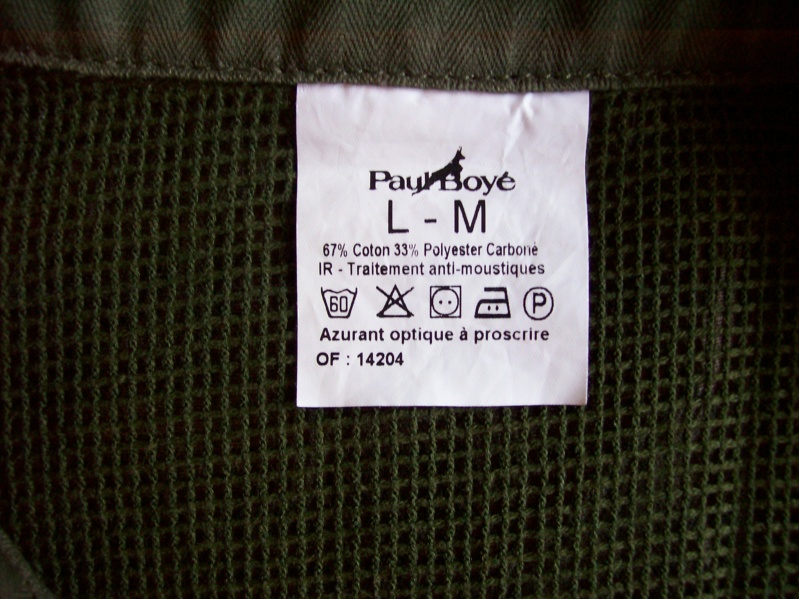 Paul Boyé
L - M
67% Coton 33% Polyester Carboné
IR - Traitement anti-moustiques
60 P
Azurant optique à proscrire
OF : 14204